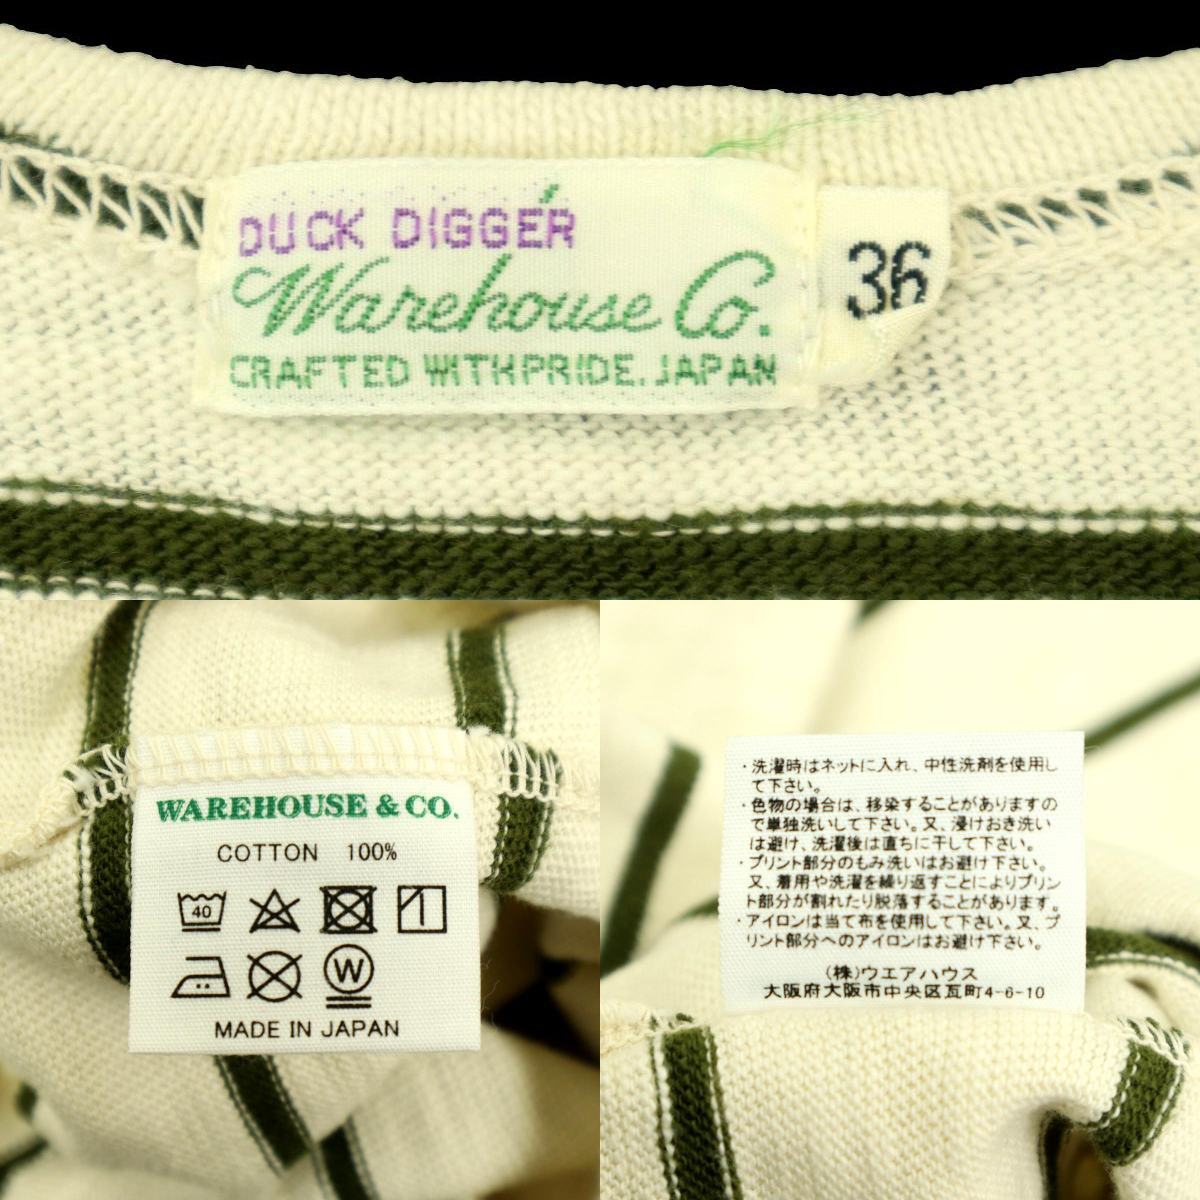 DUCK DIGGER
Warehouse Co.
CRAFTED WITH PRIDE. JAPAN
36
WAREHOUSE & CO.
COTTON 100%
40
W
MADE IN JAPAN
・洗濯時はネットに入れ、中性洗剤を使用し
て下さい。
・色物の場合は、移染することがありますの
で単独洗いして下さい。又、浸けおき洗い
は避け、洗濯後は直ちに干して下さい。
・プリント部分のもみ洗いはお避け下さい。
又、着用や洗濯を繰り返すことによりプリン
ト部分が割れたり脱落することがあります。
・アイロンは当て布を使用して下さい。又、プ
リント部分へのアイロンはお避け下さい。
(株)ウエアハウス
大阪府大阪市中央区瓦町4-6-10